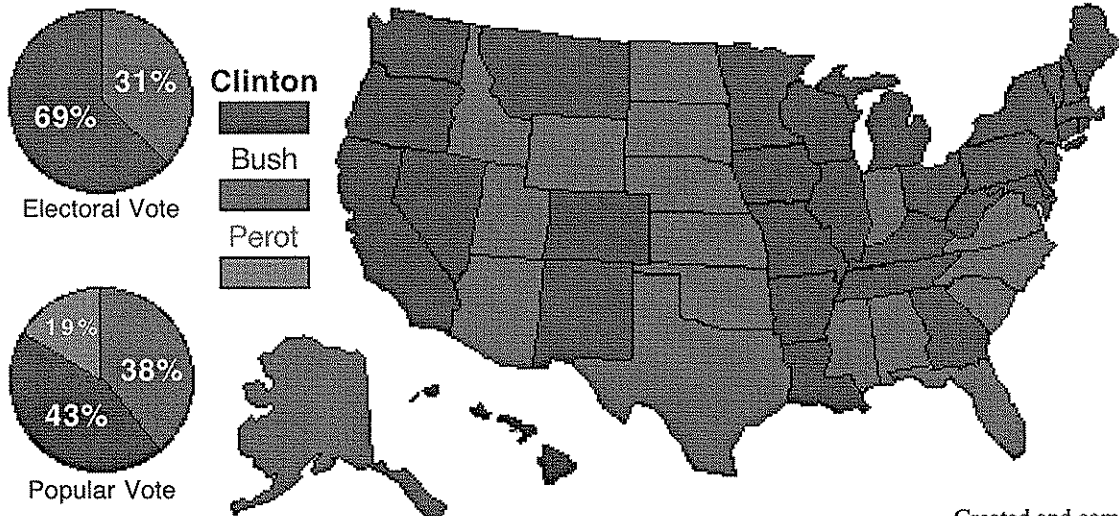 31%
69%
Electoral Vote
Clinton
Bush
Perot
19%
38%
43%
Popular Vote